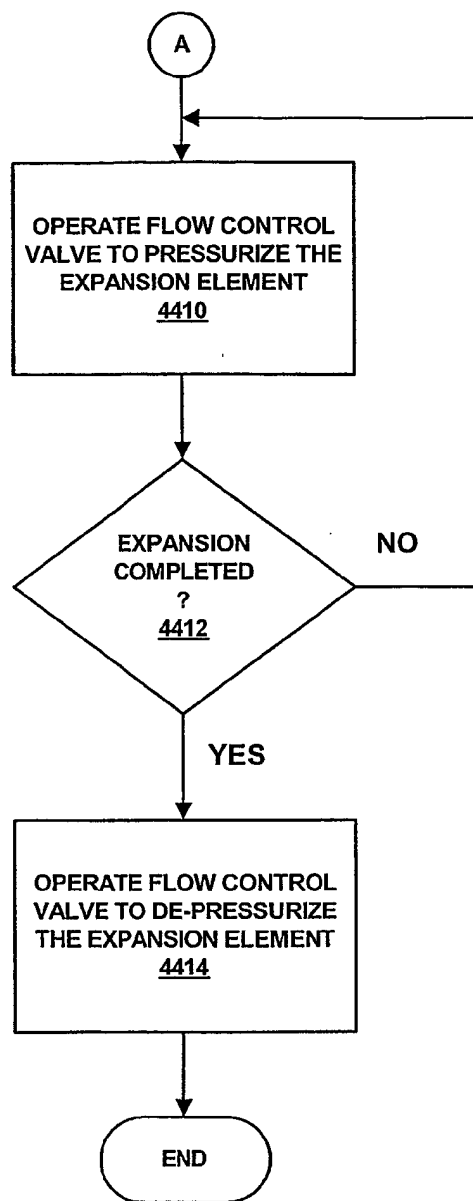 A
OPERATE FLOW CONTROL
VALVE TO PRESSURIZE THE
EXPANSION ELEMENT
4410
EXPANSION
COMPLETED
?
4412
NO
YES
OPERATE FLOW CONTROL
VALVE TO DE-PRESSURIZE
THE EXPANSION ELEMENT
4414
END